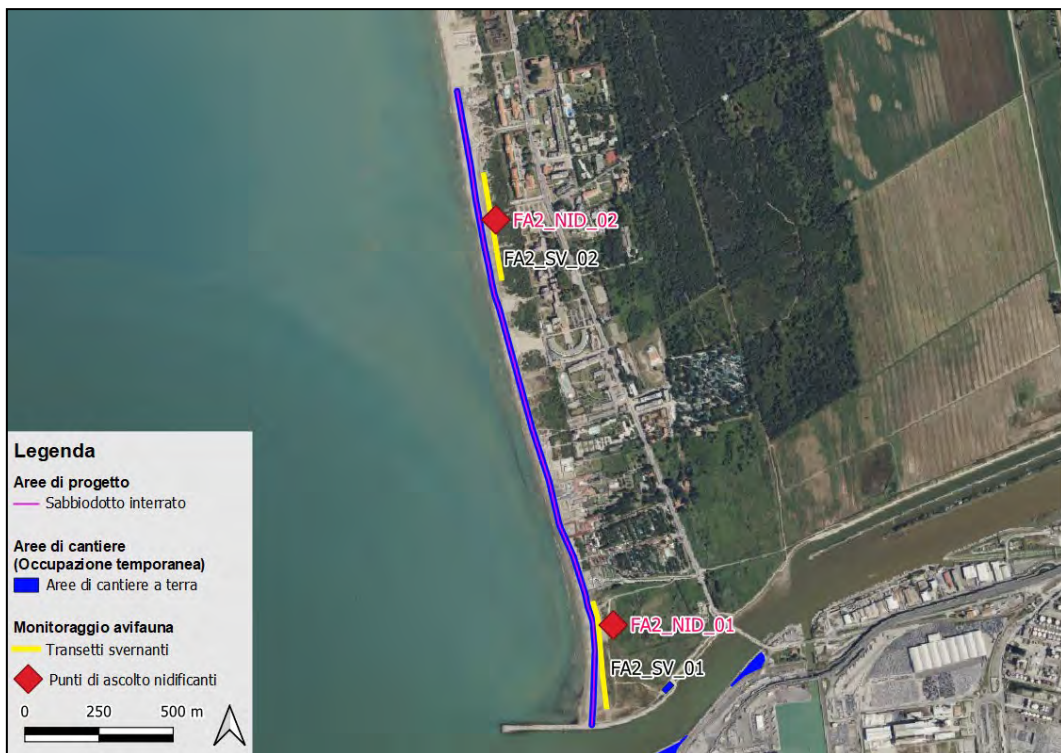 FA2_NID_02
FA2_SV_02
FA2_NID_01
FA2_SV_01
Legenda
Aree di progetto
Sabbiodotto interrato
Aree di cantiere
(Occupazione temporanea)
Aree di cantiere a terra
Monitoraggio avifauna
Transetti svernanti
Punti di ascolto nidificanti
0 250 500 m